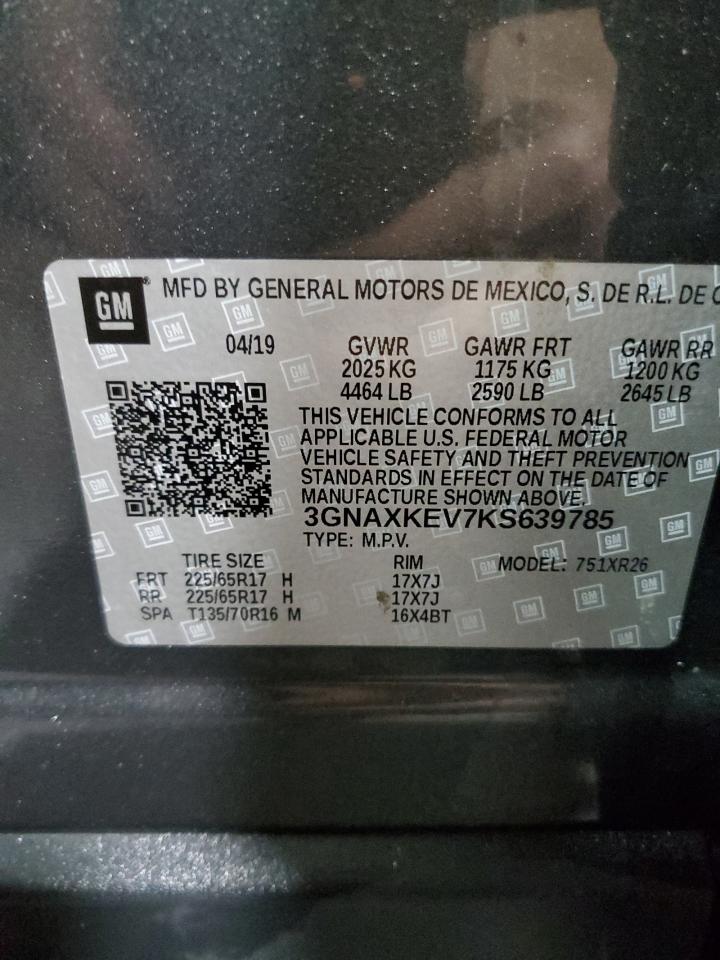 GM
MFD BY GENERAL MOTORS DE MEXICO, S. DE R.L. DE C
04/19 GVWR GAWR FRT GAWR RR
2025 KG 1175 KG 1200 KG
4464 LB 2590 LB 2645 LB
THIS VEHICLE CONFORMS TO ALL
APPLICABLE U.S. FEDERAL MOTOR
VEHICLE SAFETY AND THEFT PREVENTION
STANDARDS IN EFFECT ON THE DATE OF
MANUFACTURE SHOWN ABOVE.
3GNAXKEV7KS639785
TYPE: M.P.V.
TIRE SIZE RIM MODEL: 751XR26
FRT 225/65R17 H 17X7J
RR 225/65R17 H 17X7J
SPA T135/70R16 M 16X4BT